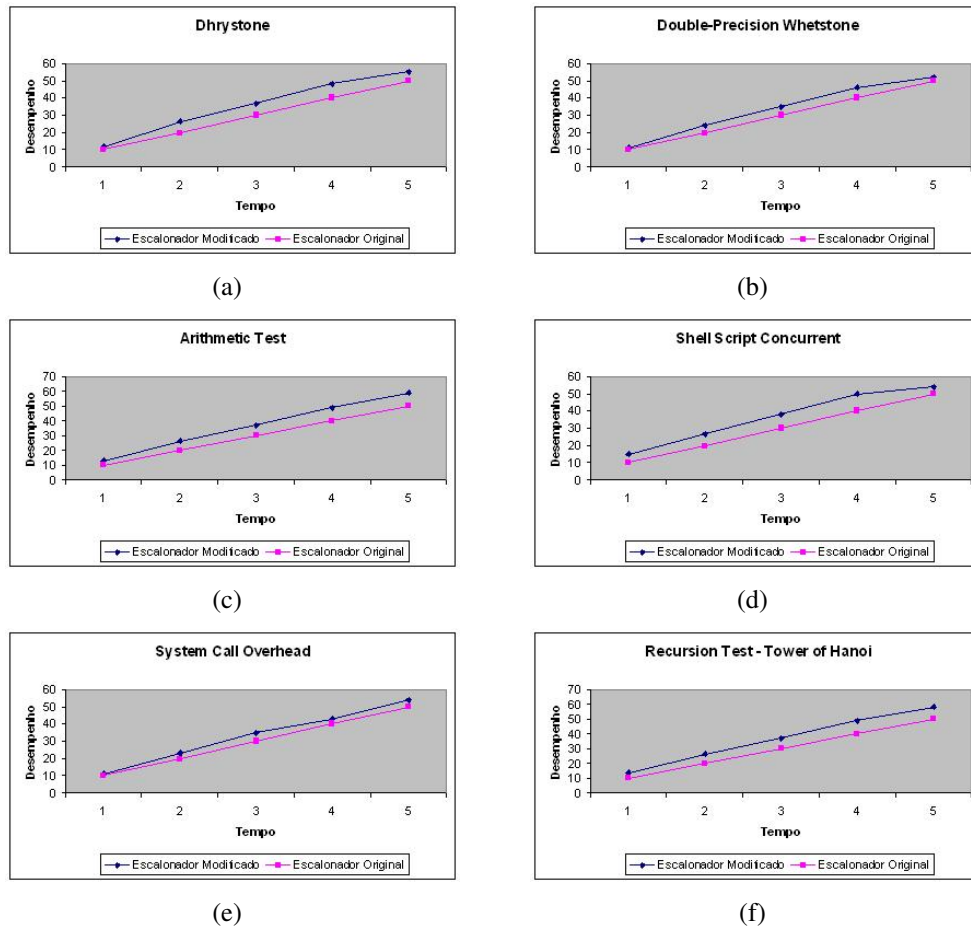 Dhrystone
Desempenho
60
50
40
30
20
10
0
1 2 3 4 5
Tempo
Escalonador Modificado Escalonador Original
(a)
Double-Precision Whetstone
Desempenho
60
50
40
30
20
10
0
1 2 3 4 5
Tempo
Escalonador Modificado Escalonador Original
(b)
Arithmetic Test
Desempenho
70
60
50
40
30
20
10
0
1 2 3 4 5
Tempo
Escalonador Modificado Escalonador Original
(c)
Shell Script Concurrent
Desempenho
60
50
40
30
20
10
0
1 2 3 4 5
Tempo
Escalonador Modificado Escalonador Original
(d)
System Call Overhead
Desempenho
60
50
40
30
20
10
0
1 2 3 4 5
Tempo
Escalonador Modificado Escalonador Original
(e)
Recursion Test - Tower of Hanoi
Desempenho
70
60
50
40
30
20
10
0
1 2 3 4 5
Tempo
Escalonador Modificado Escalonador Original
(f)